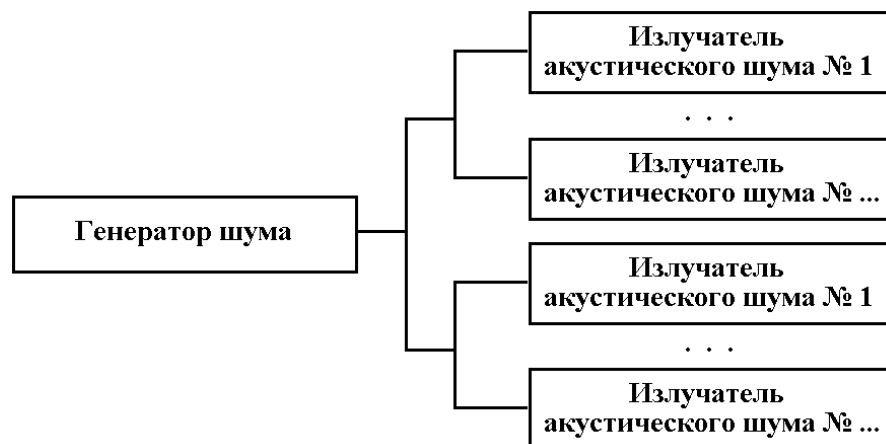 Излучатель
акустического шума № 1
. . .
Излучатель
акустического шума № ...
Генератор шума
Излучатель
акустического шума № 1
. . .
Излучатель
акустического шума № ...